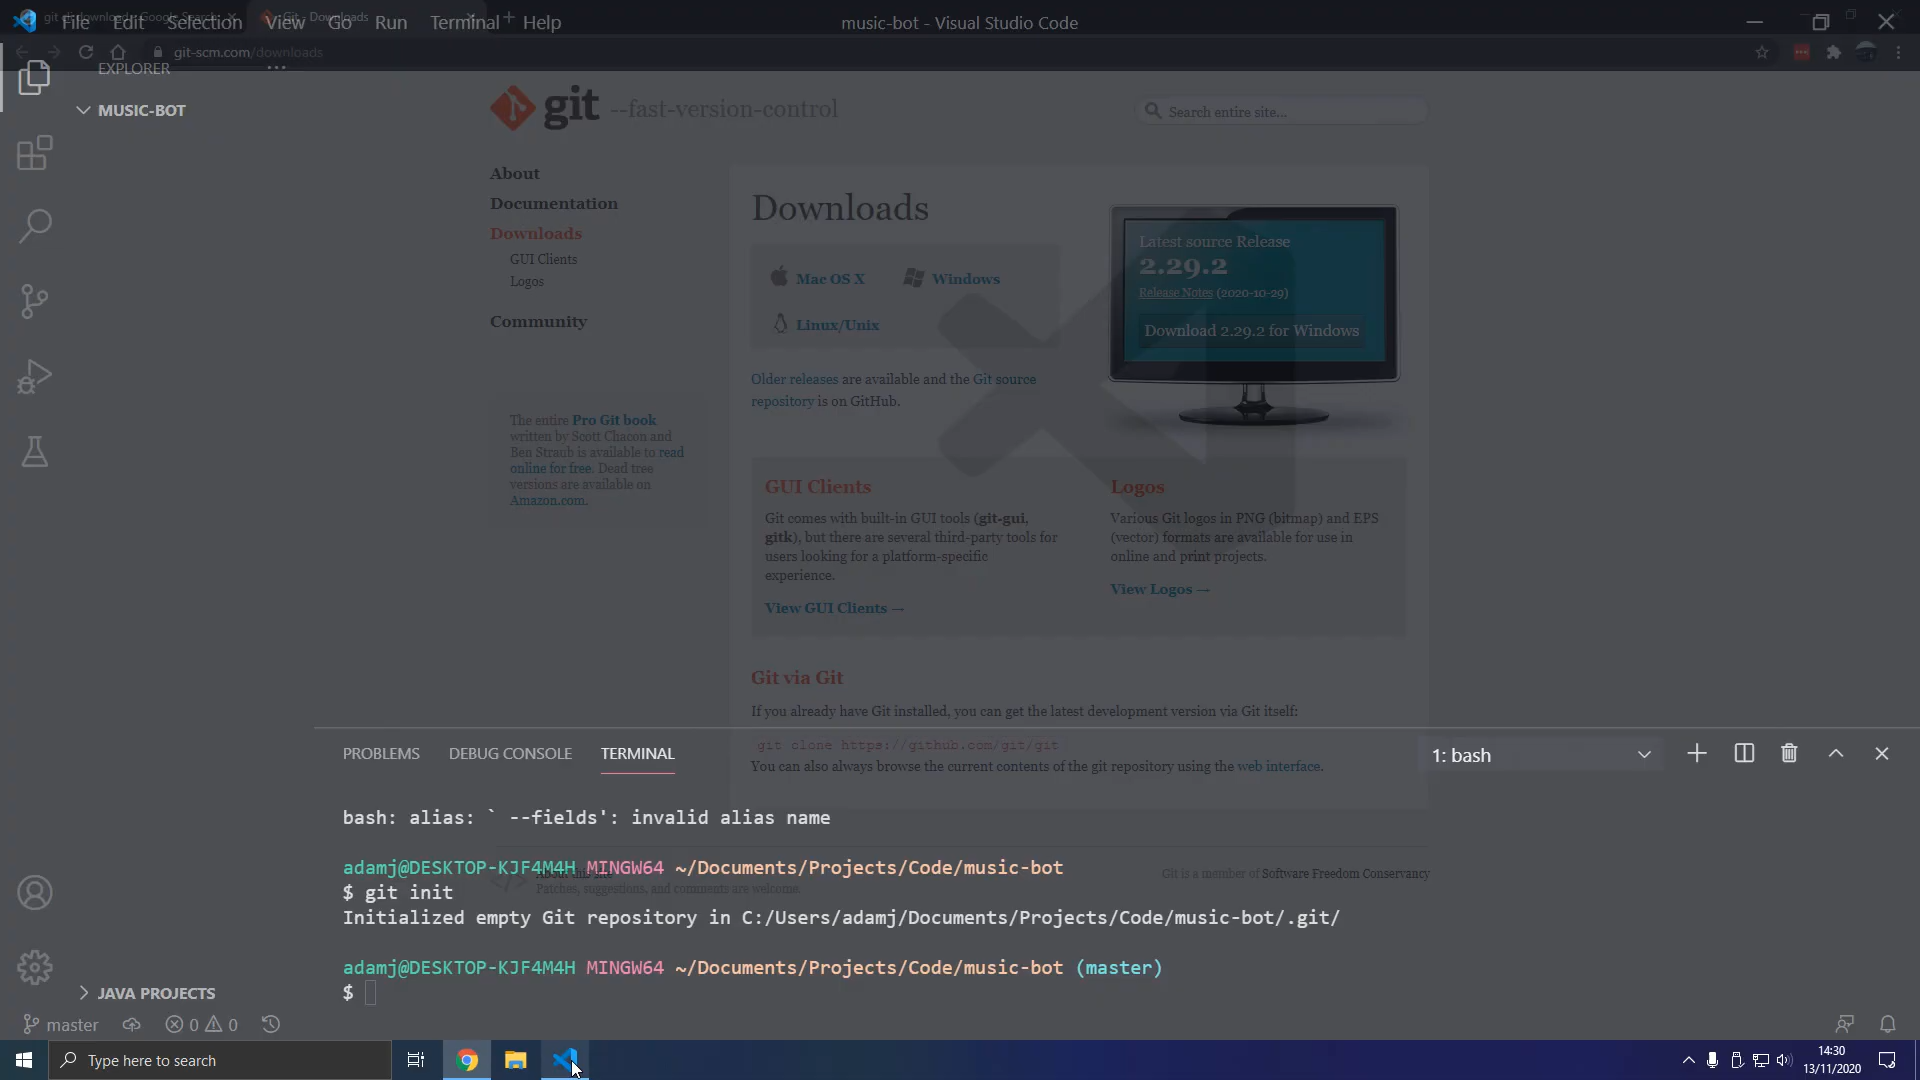 File Edit Selection View Go Run Terminal Help
music-bot - Visual Studio Code
Git - Downloads
git-scm.com/downloads
EXPLORER
MUSIC-BOT
git --fast-version-control
Search entire site...
About
Documentation
Downloads
GUI Clients
Logos
Community
The entire Pro Git book
written by Scott Chacon and
Ben Straub is available to read
online for free. Dead tree
versions are available on
Amazon.com.
Downloads
Mac OS X
Windows
Linux/Unix
Older releases are available and the Git source
repository is on GitHub.
Latest source Release
2.29.2
Release Notes (2020-10-29)
Download 2.29.2 for Windows
GUI Clients
Git comes with built-in GUI tools (git-gui,
gitk), but there are several third-party tools for
users looking for a platform-specific
experience.
View GUI Clients →
Logos
Various Git logos in PNG (bitmap) and EPS
(vector) formats are available for use in
online and print projects.
View Logos →
Git via Git
If you already have Git installed, you can get the latest development version via Git itself:
git clone https://github.com/git/git
You can also always browse the current contents of the git repository using the web interface.
PROBLEMS DEBUG CONSOLE TERMINAL
1: bash
bash: alias: ` --fields': invalid alias name
adamj@DESKTOP-KJF4M4H MINGW64 ~/Documents/Projects/Code/music-bot
About this site
Patches, suggestions, and comments are welcome.
Git is a member of Software Freedom Conservancy
$ git init
Initialized empty Git repository in C:/Users/adamj/Documents/Projects/Code/music-bot/.git/
adamj@DESKTOP-KJF4M4H MINGW64 ~/Documents/Projects/Code/music-bot (master)
$
JAVA PROJECTS
master
0
0
Type here to search
14:30
13/11/2020